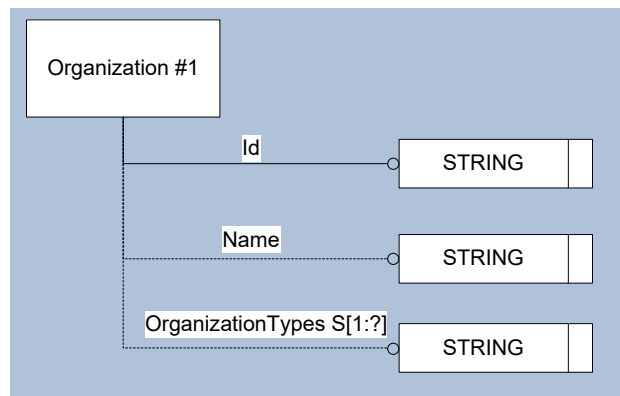 Organization #1
Id
STRING
Name
STRING
OrganizationTypes S[1:?]
STRING